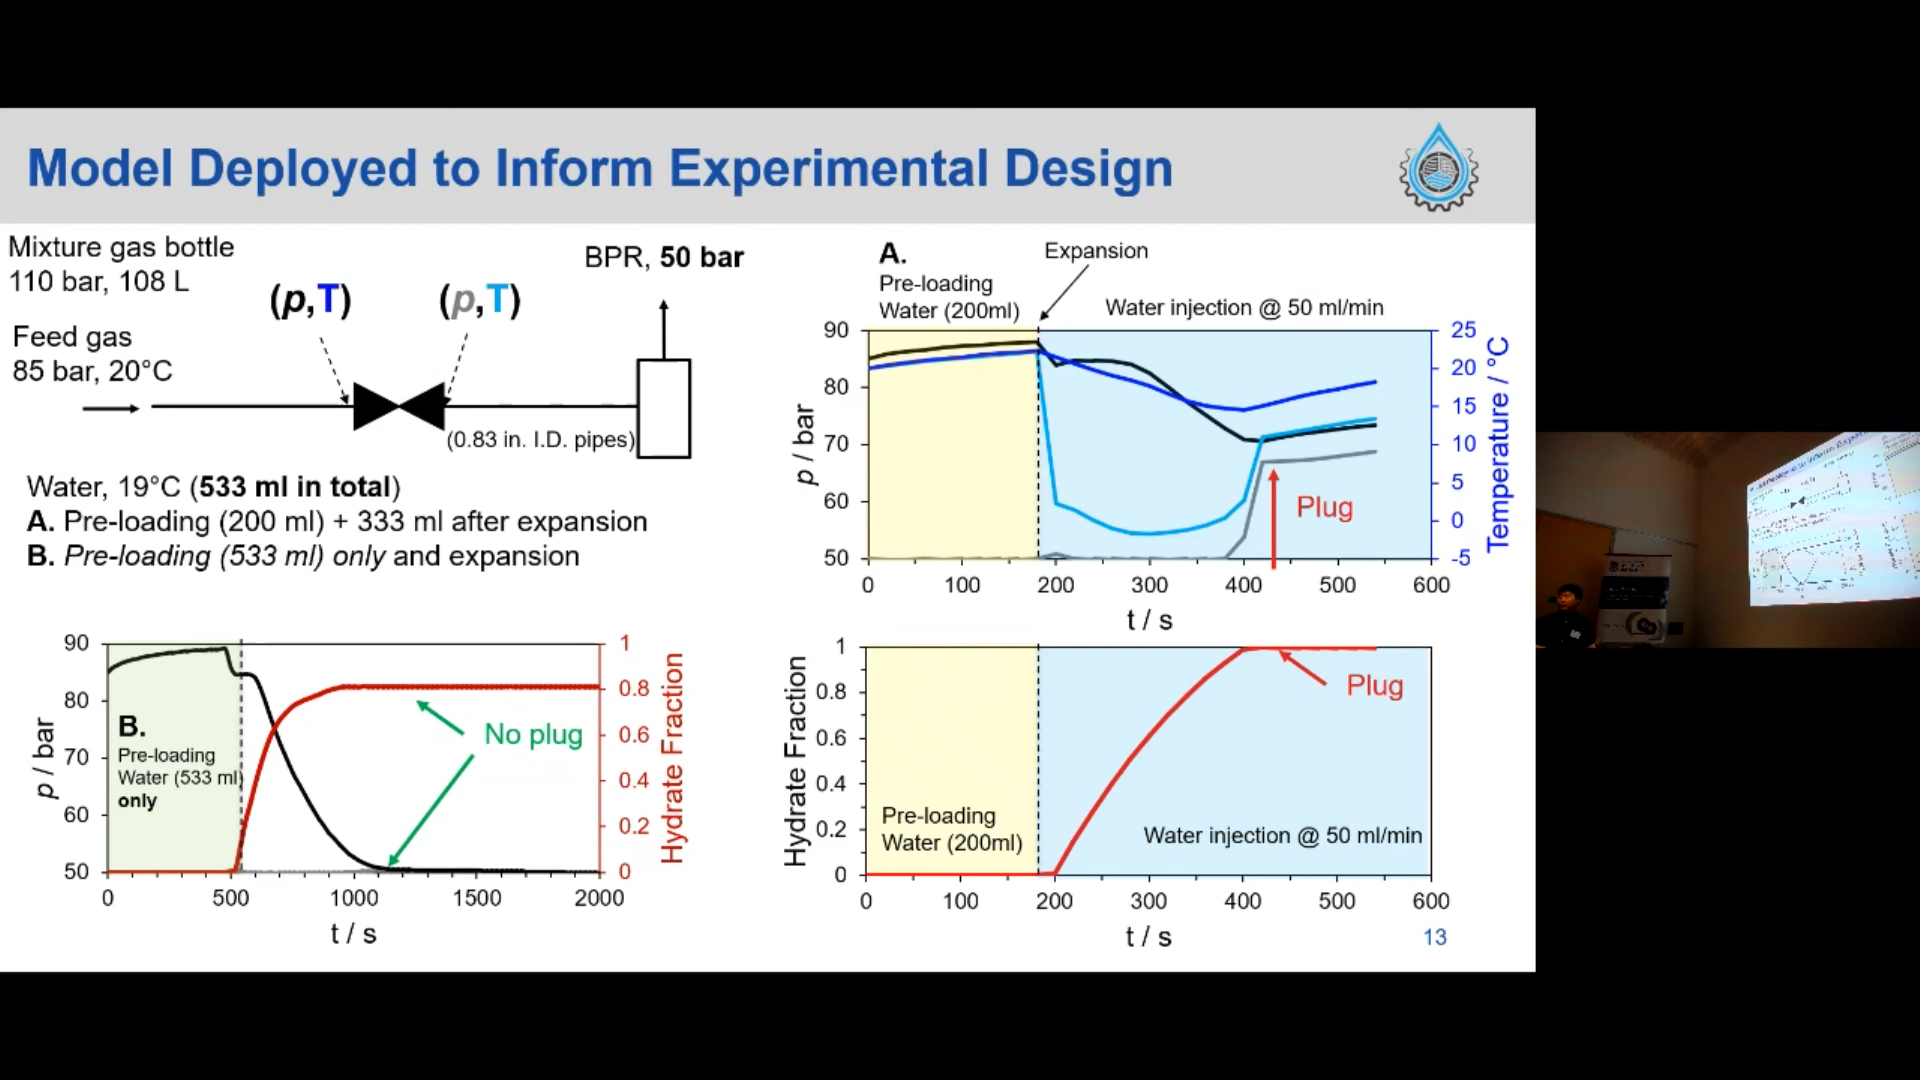 Model Deployed to Inform Experimental Design
Mixture gas bottle
110 bar, 108 L
Feed gas
85 bar, 20°C
(p,T)
(p,T)
BPR, 50 bar
(0.83 in. I.D. pipes)
Water, 19°C (533 ml in total)
A. Pre-loading (200 ml) + 333 ml after expansion
B. Pre-loading (533 ml) only and expansion
A.
Pre-loading
Water (200ml)
Expansion
Water injection @ 50 ml/min
90
80
70
60
50
p / bar
25
20
15
10
5
0
-5
Temperature / °C
Plug
0 100 200 300 400 500 600
t / s
90
80
70
60
50
p / bar
B.
Pre-loading
Water (533 ml)
only
No plug
1
0.8
0.6
0.4
0.2
0
Hydrate Fraction
0 500 1000 1500 2000
t / s
1
0.8
0.6
0.4
0.2
0
Hydrate Fraction
Plug
Pre-loading
Water (200ml)
Water injection @ 50 ml/min
0 100 200 300 400 500 600
t / s
13